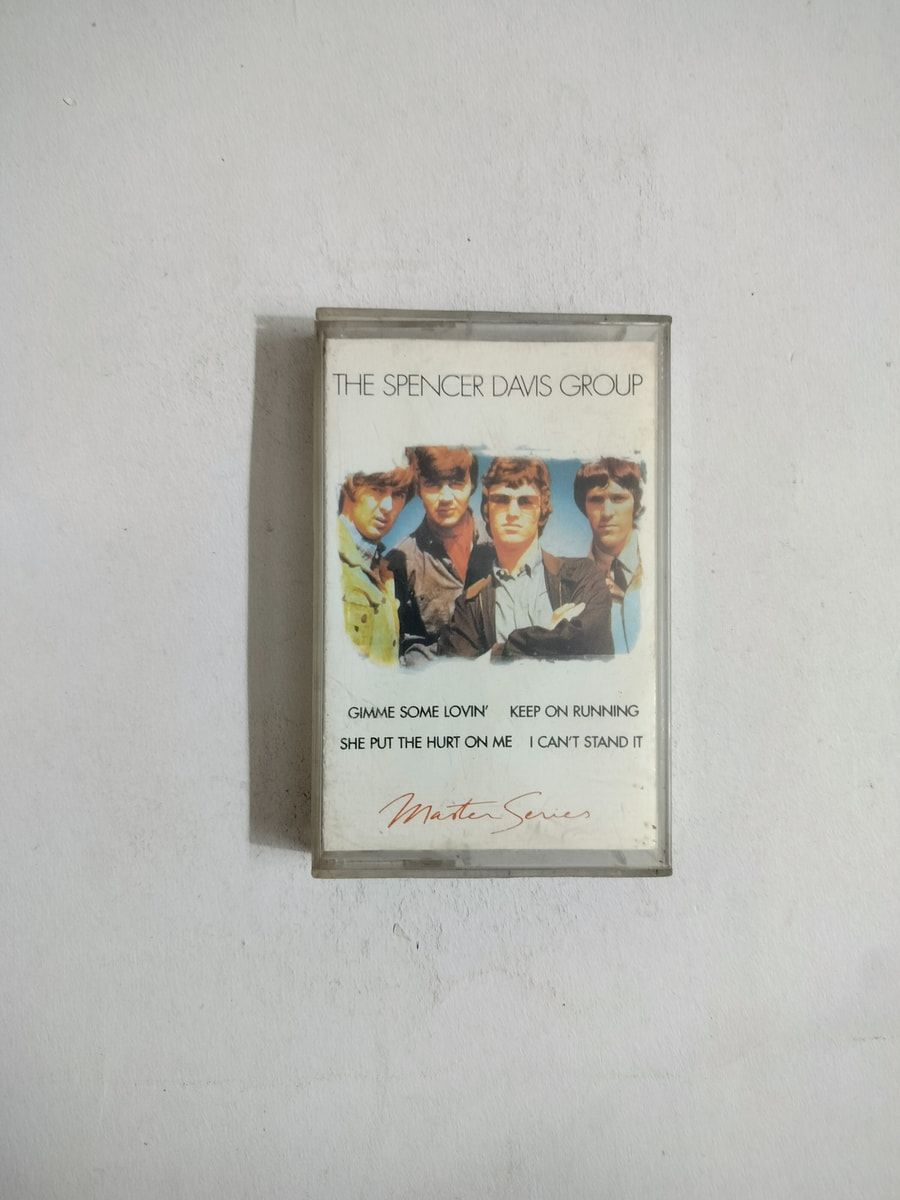 THE SPENCER DAVIS GROUP
GIMME SOME LOVIN' KEEP ON RUNNING
SHE PUT THE HURT ON ME I CAN'T STAND IT
Master Series